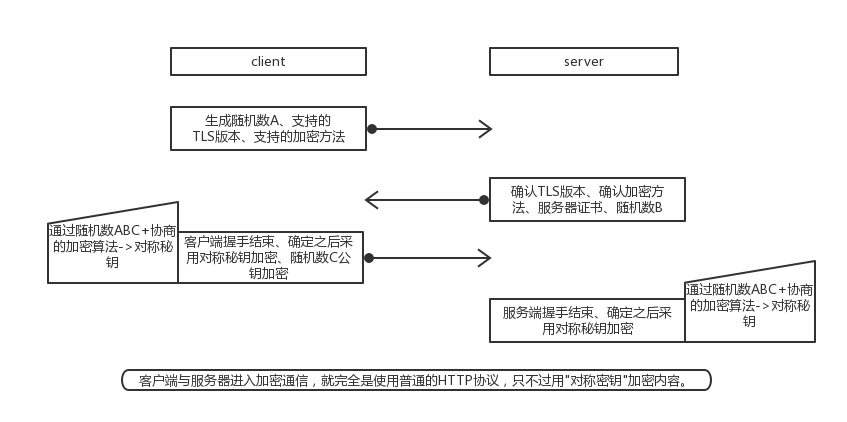 client
server
生成随机数A、支持的
TLS版本、支持的加密方法
确认TLS版本、确认加密方
法、服务器证书、随机数B
通过随机数ABC+协商
的加密算法->对称秘
钥
客户端握手结束、确定之后采
用对称秘钥加密、随机数C公
钥加密
通过随机数ABC+协商
的加密算法->对称秘
钥
服务端握手结束、确定之后采
用对称秘钥加密
客户端与服务器进入加密通信，就完全是使用普通的HTTP协议，只不过用"对称密钥"加密内容。